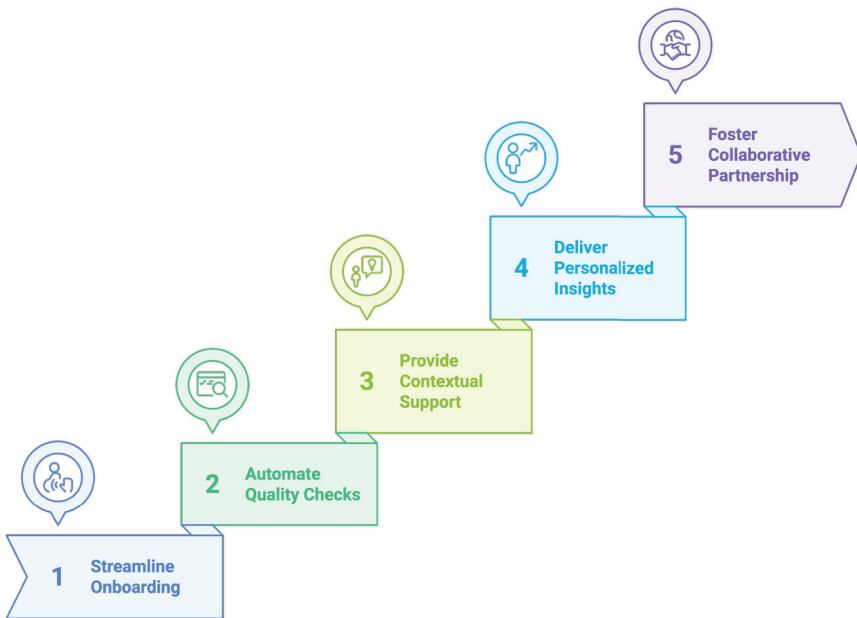 1
Streamline
Onboarding
2
Automate
Quality Checks
3
Provide
Contextual
Support
4
Deliver
Personalized
Insights
5
Foster
Collaborative
Partnership